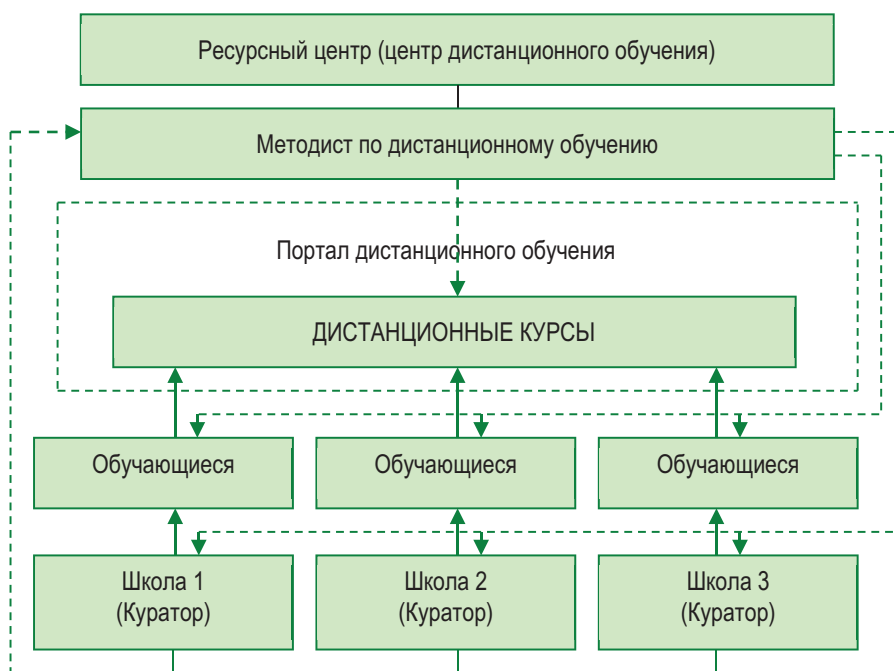 Ресурсный центр (центр дистанционного обучения)
Методист по дистанционному обучению
Портал дистанционного обучения
ДИСТАНЦИОННЫЕ КУРСЫ
Обучающиеся
Обучающиеся
Обучающиеся
Школа 1
(Куратор)
Школа 2
(Куратор)
Школа 3
(Куратор)